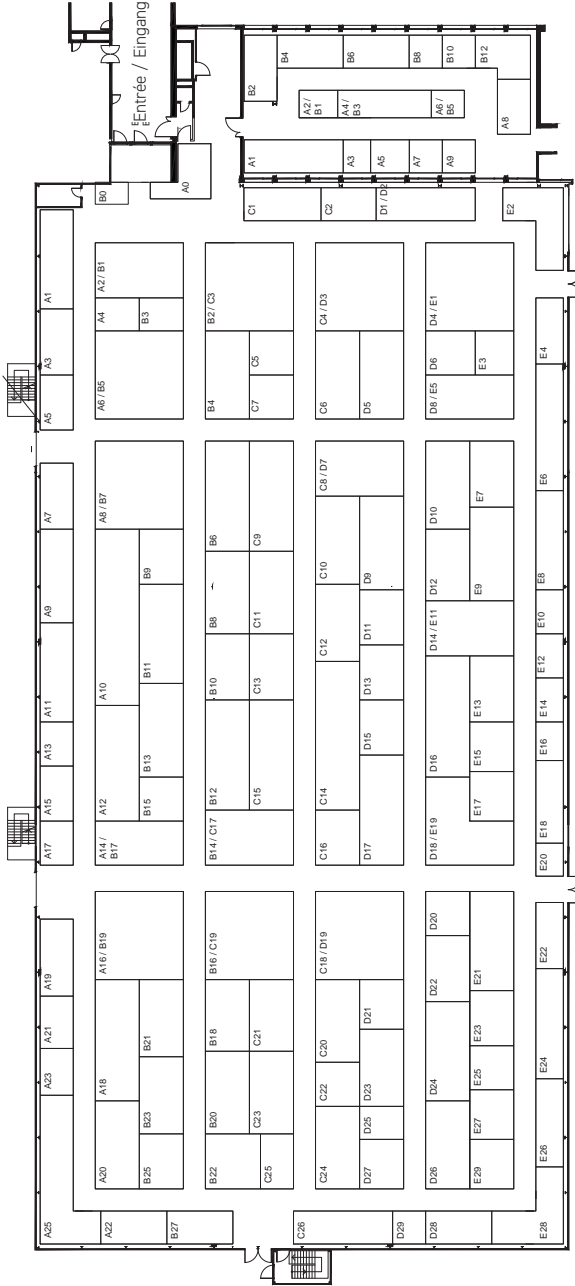 Entrée / Eingang
B4
B6
B8
B10
B12
B2
A2 /
B1
A4 /
B3
A6 /
B5
A8
A1
A3
A5
A7
A9
B0
A0
C1
C2
D1 / D2
E2
A1
A3
A5
A2 / B1
A4
B3
A6 / B5
B2 / C3
B4
C5
C7
C4 / D3
C6
D5
D4 / E1
D6
E3
D8 / E5
E4
E6
A7
A9
A11
A13
A15
A17
A8 / B7
B9
A10
B11
B13
A12
B15
A14 /
B17
B6
C9
B8
C11
B10
C13
B12
C15
B14 / C17
C8 / D7
C10
D9
C12
D11
D13
D15
C14
C16
D17
D10
E7
D12
E9
D14 / E11
D16
E13
E15
E17
D18 / E19
E8
E10
E12
E14
E16
E18
E20
A19
A21
A23
A25
A16 / B19
A18
B21
B23
A20
B25
B16 / C19
B18
C21
B20
C23
B22
C25
C18 / D19
C20
D21
C22
D23
C24
D25
D27
D20
D22
E21
D24
E23
E25
E27
D26
E29
E22
E24
E26
E28
A22
B27
C26
D29
D28